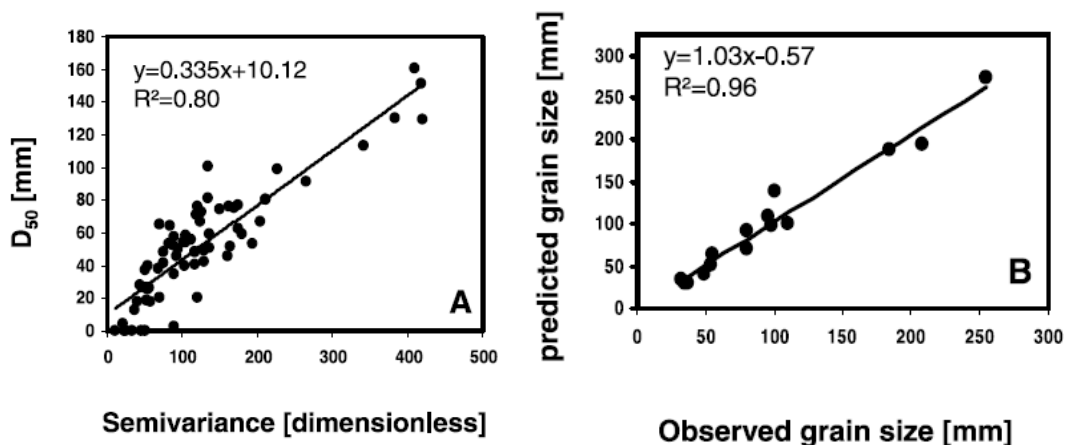 180
160
140
120
100
80
60
40
20
0
y=0.335x+10.12
R²=0.80
A
0 100 200 300 400 500
D50 [mm]
Semivariance [dimensionless]
300
250
200
150
100
50
0
y=1.03x−0.57
R²=0.96
B
0 50 100 150 200 250 300
predicted grain size [mm]
Observed grain size [mm]